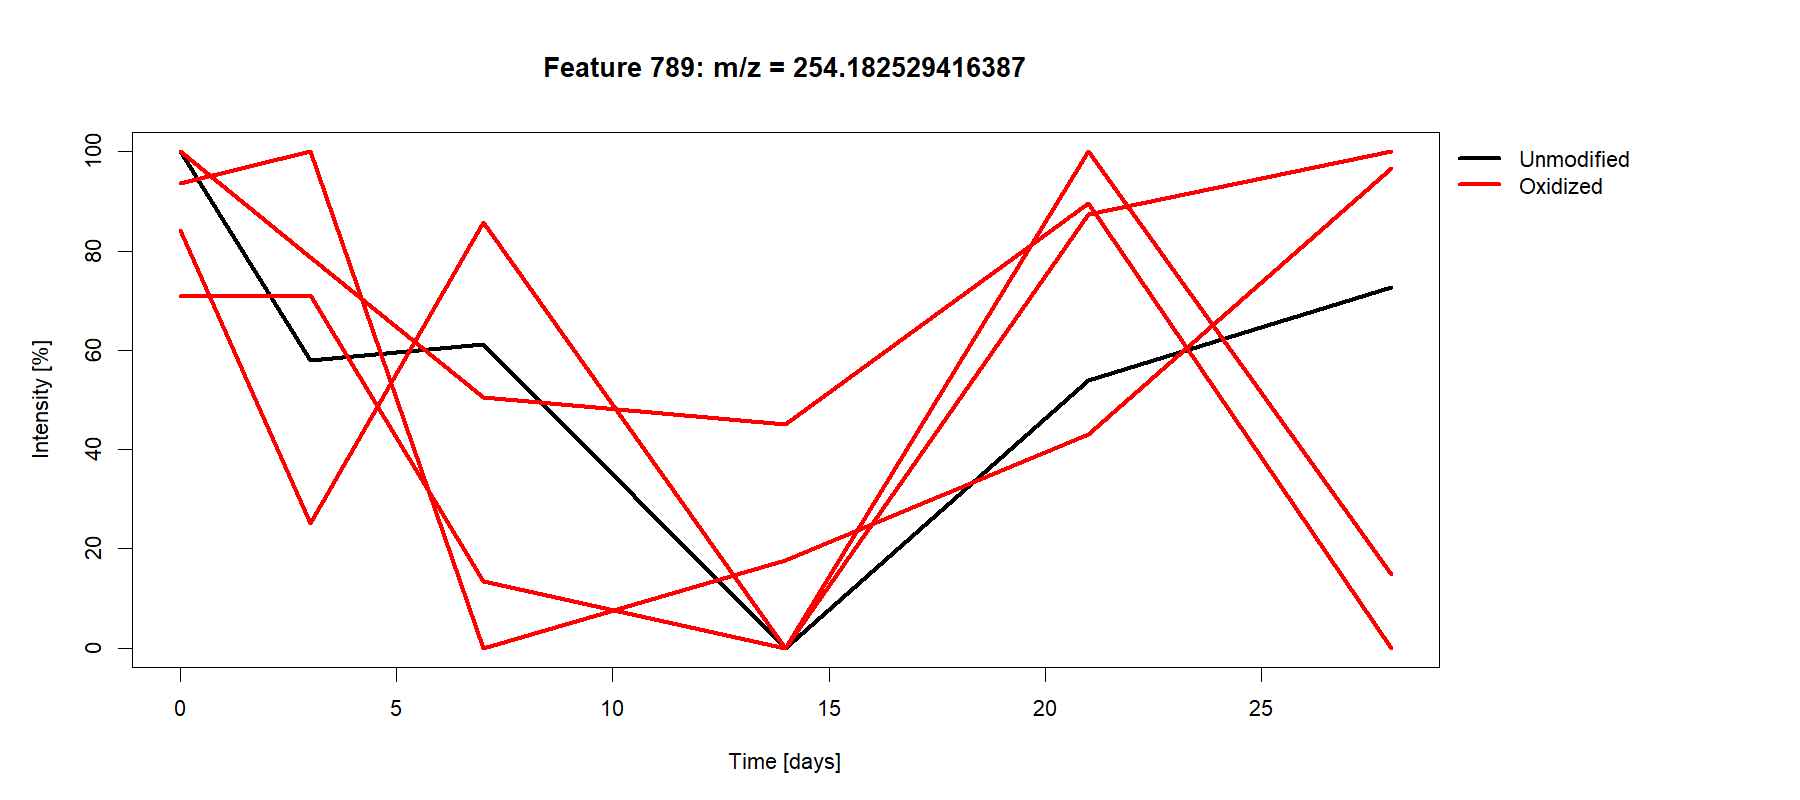 Feature 789: m/z = 254.182529416387
Unmodified
Oxidized
Intensity [%]
100
80
60
40
20
0
0 5 10 15 20 25
Time [days]